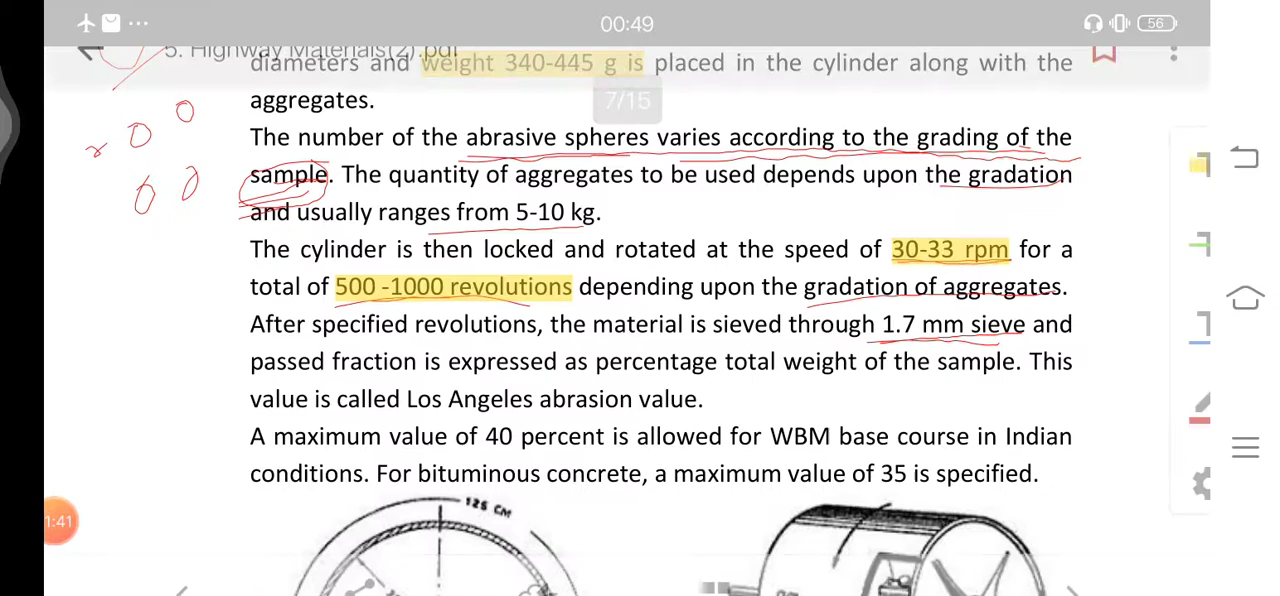 00:49
56
5. Highway Materials(2).pdf
diameters and weight 340-445 g is placed in the cylinder along with the
7/15
aggregates.
The number of the abrasive spheres varies according to the grading of the
sample. The quantity of aggregates to be used depends upon the gradation
and usually ranges from 5-10 kg.
The cylinder is then locked and rotated at the speed of 30-33 rpm for a
total of 500 -1000 revolutions depending upon the gradation of aggregates.
After specified revolutions, the material is sieved through 1.7 mm sieve and
passed fraction is expressed as percentage total weight of the sample. This
value is called Los Angeles abrasion value.
A maximum value of 40 percent is allowed for WBM base course in Indian
conditions. For bituminous concrete, a maximum value of 35 is specified.
125 CM
1:41